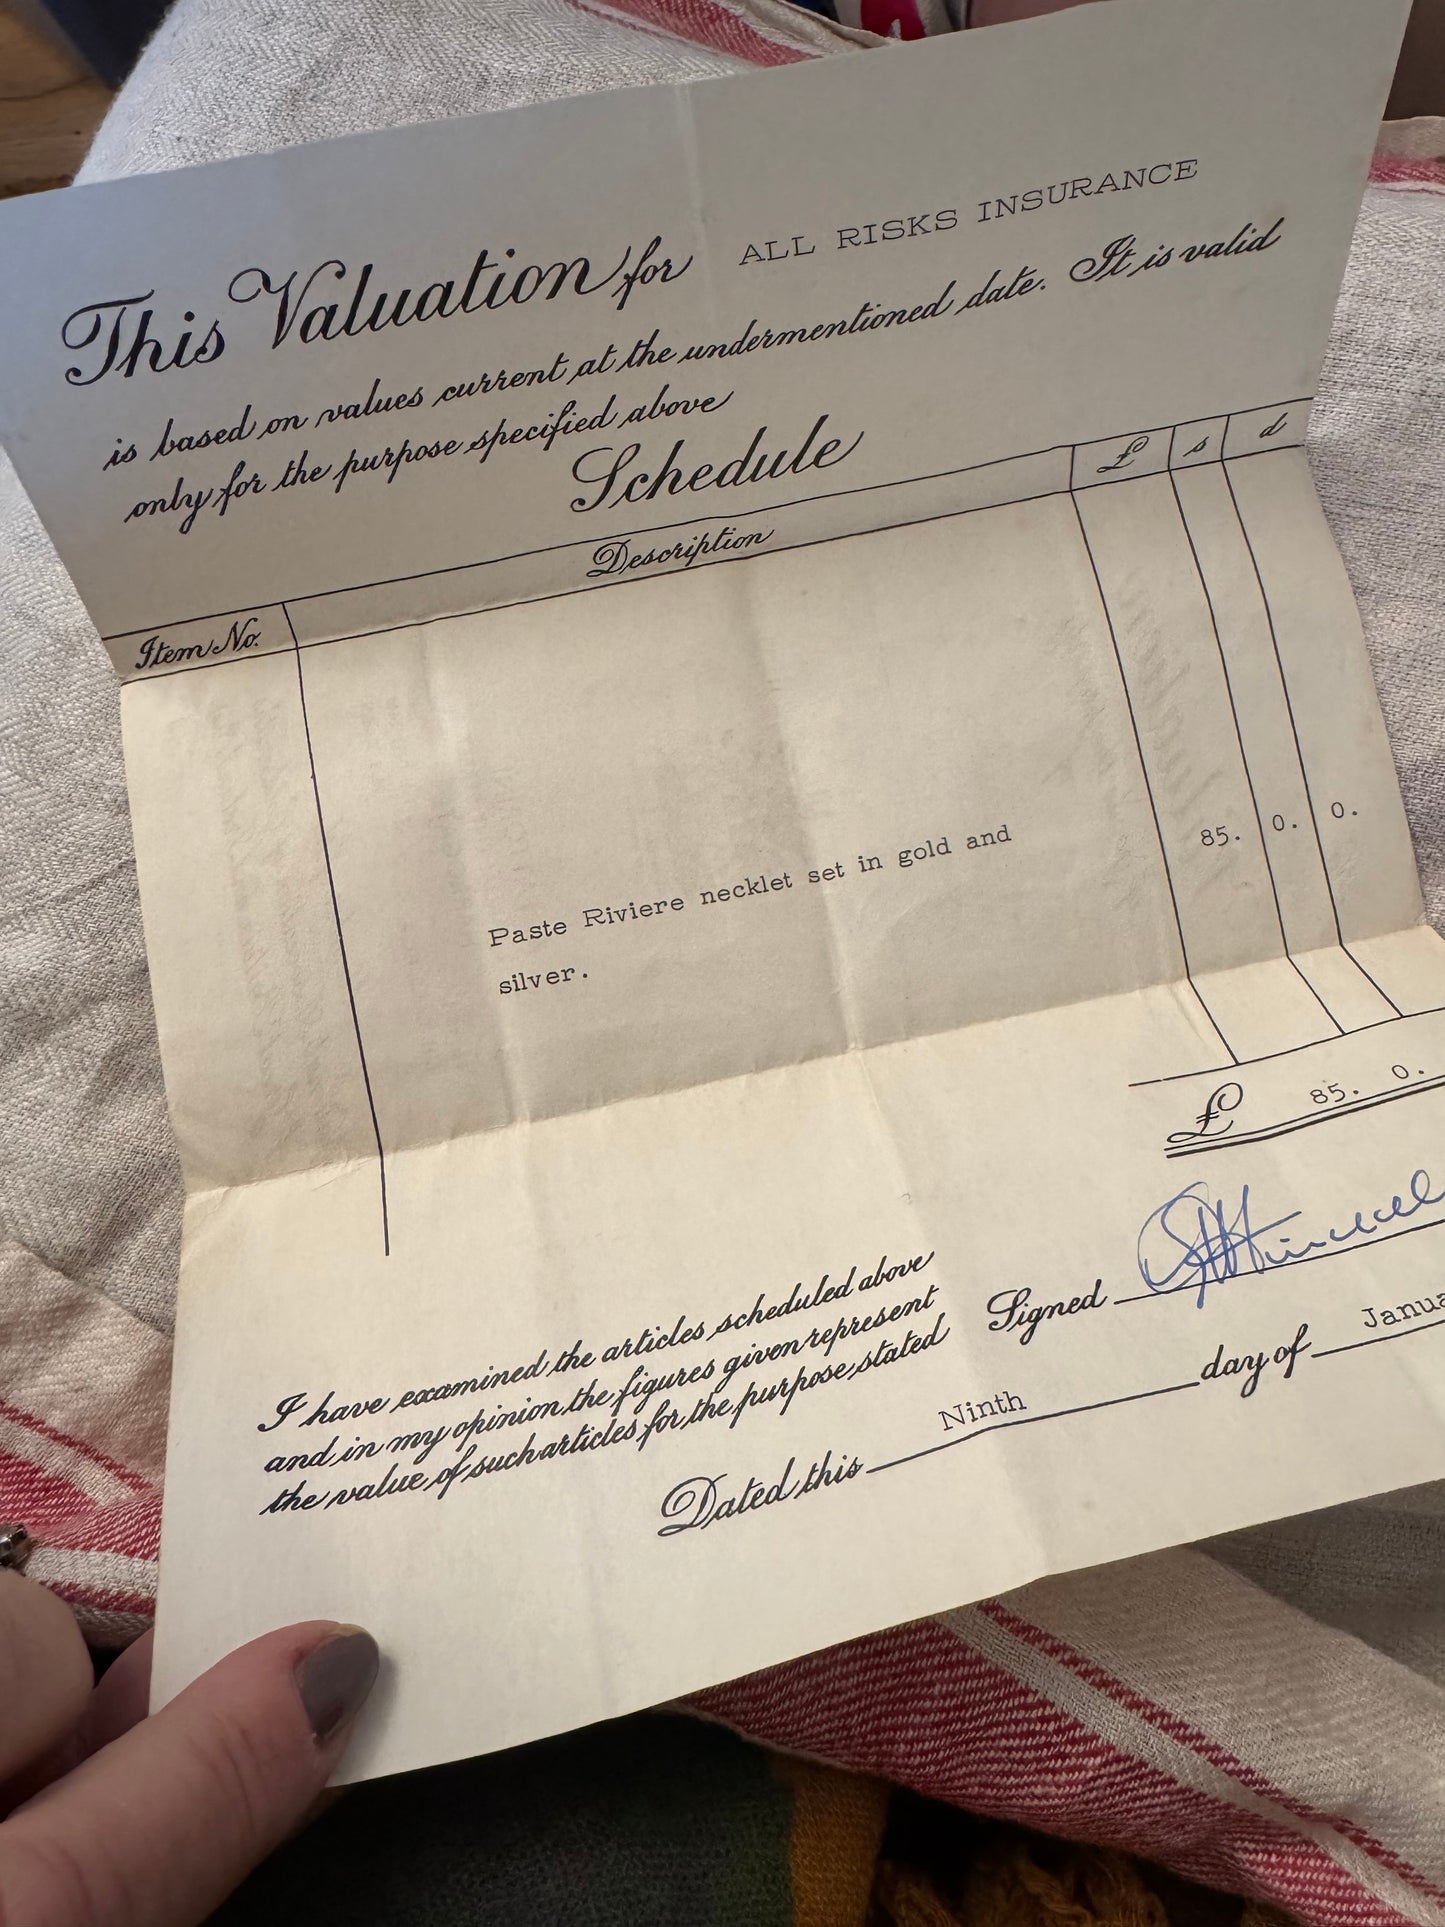 This Valuation for ALL RISKS INSURANCE
is based on values current at the undermentioned date. It is valid
only for the purpose specified above
Schedule
Item No. Description £ s d
Paste Riviere necklet set in gold and 85. 0. 0.
silver.
£ 85. 0.
I have examined the articles scheduled above
and in my opinion the figures given represent
the value of such articles for the purpose stated
Signed
Dated this Ninth day of Janua